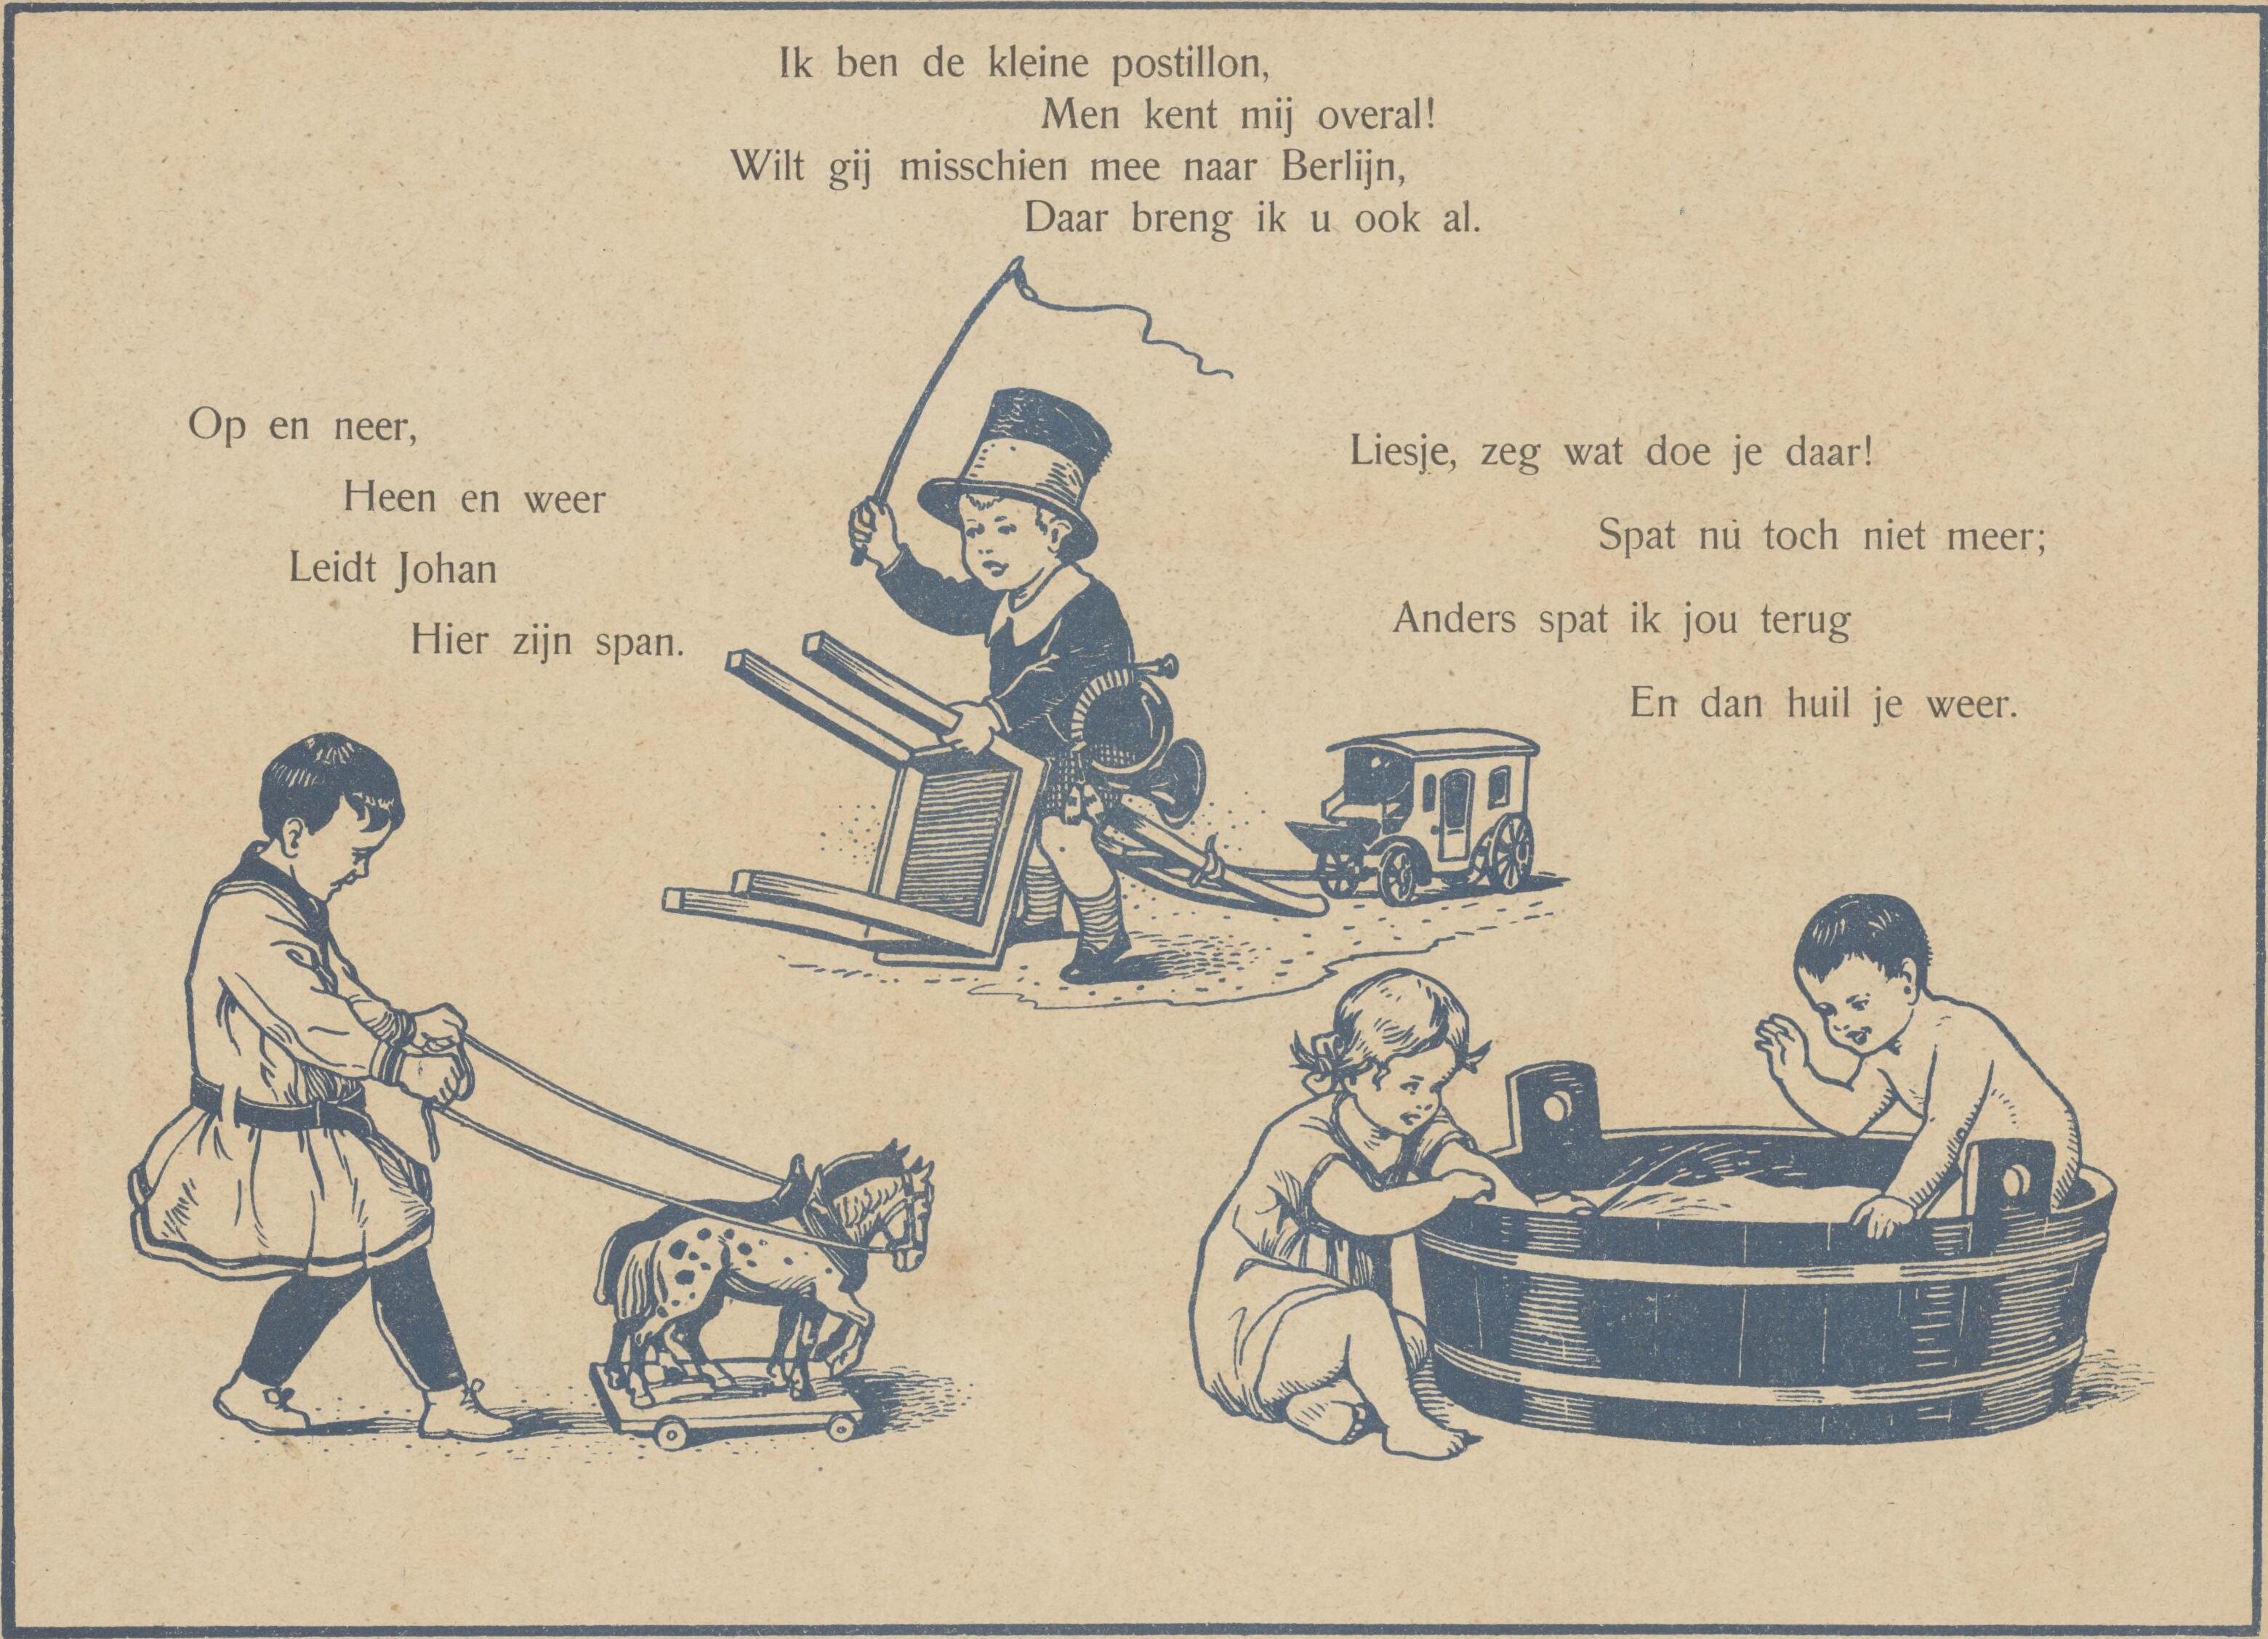 Ik ben de kleine postillon,
Men kent mij overal!
Wilt gij misschien mee naar Berlijn,
Daar breng ik u ook al.
Op en neer,
Heen en weer
Leidt Johan
Hier zijn span.
Liesje, zeg wat doe je daar!
Spat nu toch niet meer;
Anders spat ik jou terug
En dan huil je weer.